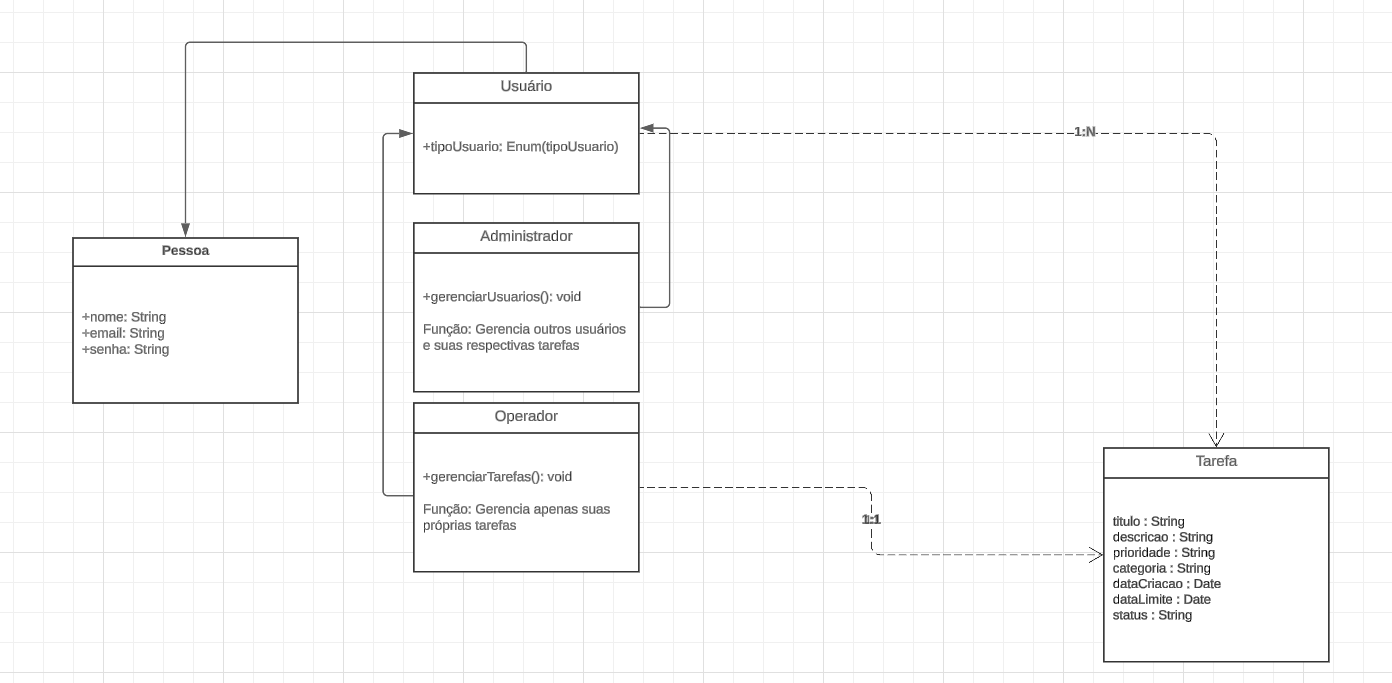 Usuário
+tipoUsuario: Enum(tipoUsuario)
1:N
Pessoa
+nome: String
+email: String
+senha: String
Administrador
+gerenciarUsuarios(): void
Função: Gerencia outros usuários
e suas respectivas tarefas
Operador
+gerenciarTarefas(): void
Função: Gerencia apenas suas
próprias tarefas
1:1
Tarefa
titulo : String
descricao : String
prioridade : String
categoria : String
dataCriacao : Date
dataLimite : Date
status : String